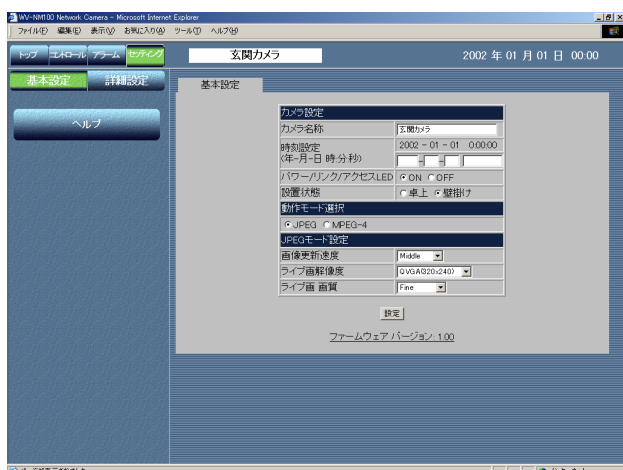 WV-NM100 Network Camera - Microsoft Internet Explorer
ファイル(F) 編集(E) 表示(V) お気に入り(A) ツール(T) ヘルプ(H)
トップ コントロール アラーム セッティング 玄関カメラ 2002 年 01 月 01 日 00:00
基本設定 詳細設定
ヘルプ
基本設定
カメラ設定
カメラ名称 玄関カメラ
時刻設定 2002 - 01 - 01 0:00:00
(年-月-日 時:分:秒) - -
パワー/リンク/アクセスLED ON OFF
設置状態 卓上 壁掛け
動作モード選択
JPEG MPEG-4
JPEGモード設定
画像更新速度 Middle
ライブ画解像度 QVGA(320x240)
ライブ画 画質 Fine
設定
ファームウェア バージョン: 1.00